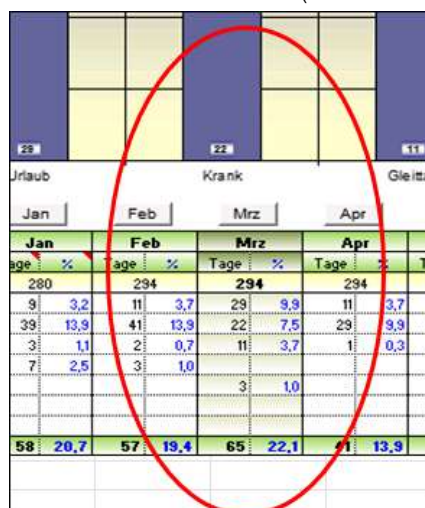 29 22 11
Urlaub Krank Gleitt
Jan Feb Mrz Apr
Jan Feb Mrz Apr
age % Tage % Tage % Tage %
280 294 294 294
9 3,2 11 3,7 29 9,9 11 3,7
39 13,9 41 13,9 22 7,5 29 9,9
3 1,1 2 0,7 11 3,7 1 0,3
7 2,5 3 1,0
3 1,0
58 20,7 57 19,4 65 22,1 41 13,9